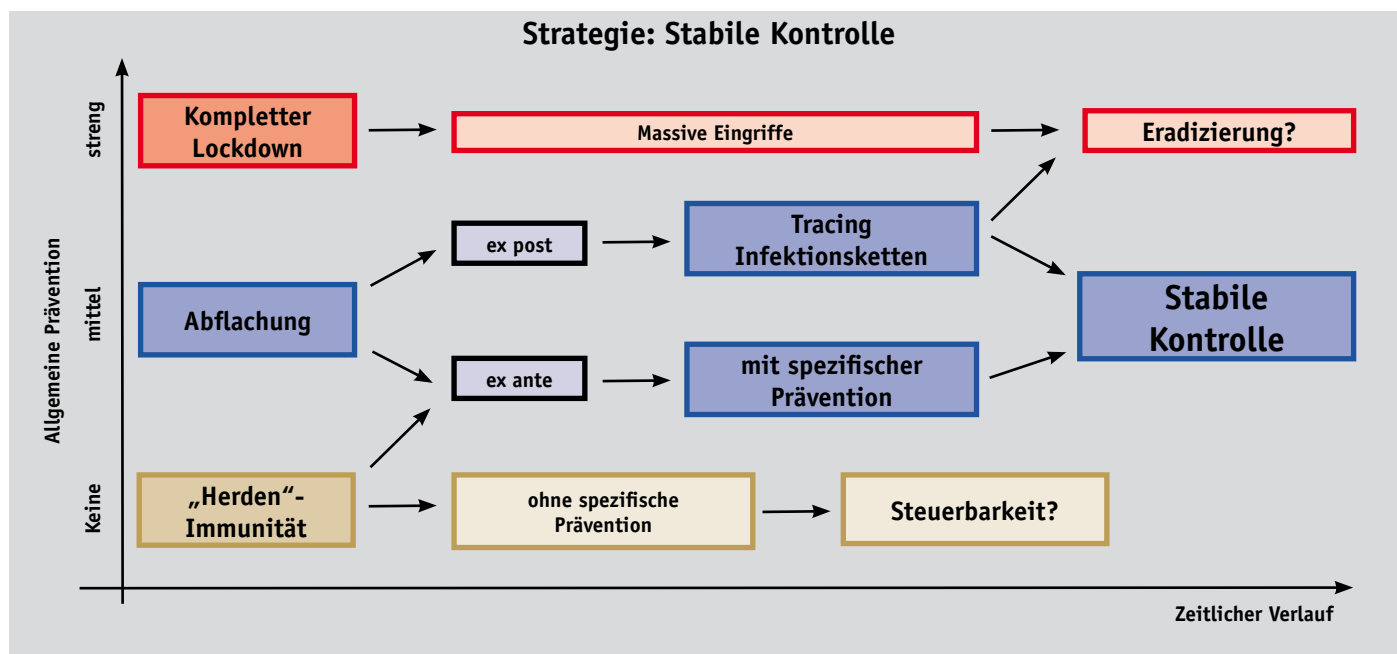 Strategie: Stabile Kontrolle
streng
Kompletter
Lockdown
Massive Eingriffe
Eradizierung?
Allgemeine Prävention
mittel
Abflachung
ex post
Tracing
Infektionsketten
Stabile
Kontrolle
ex ante
mit spezifischer
Prävention
Keine
„Herden“-
Immunität
ohne spezifische
Prävention
Steuerbarkeit?
Zeitlicher Verlauf